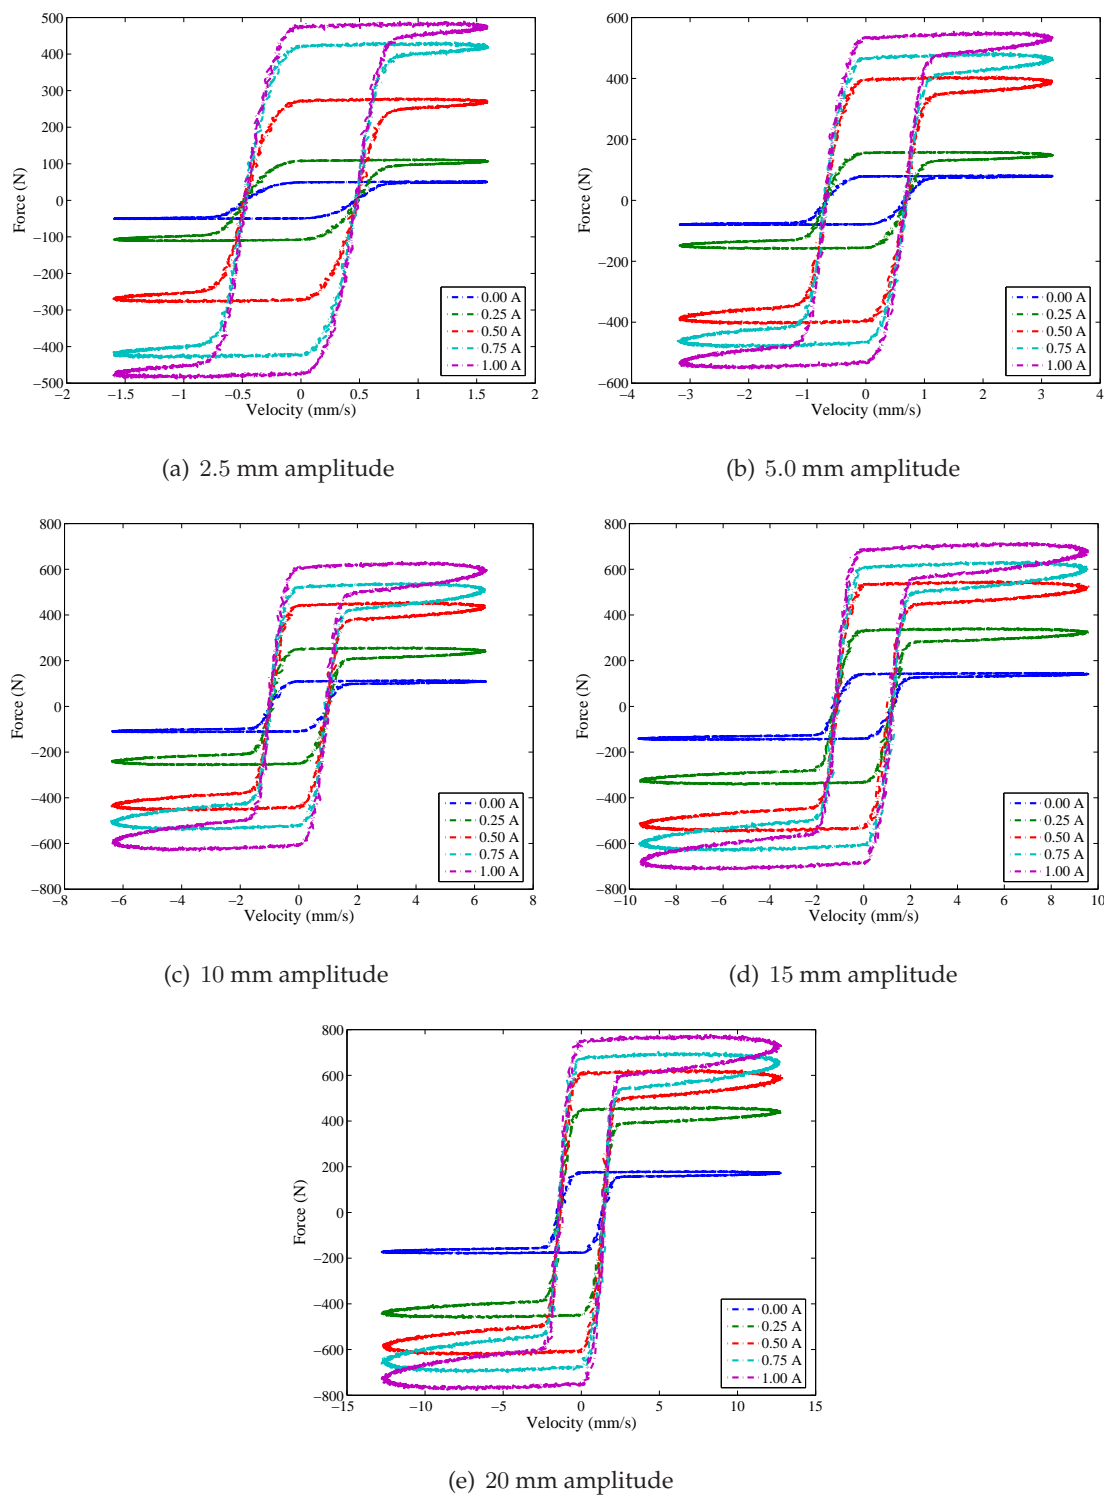 500
400
300
200
100
0
−100
−200
−300
−400
−500
Force (N)
−2 −1.5 −1 −0.5 0 0.5 1 1.5 2
Velocity (mm/s)
0.00 A
0.25 A
0.50 A
0.75 A
1.00 A
(a) 2.5 mm amplitude
600
400
200
0
−200
−400
−600
Force (N)
−4 −3 −2 −1 0 1 2 3 4
Velocity (mm/s)
0.00 A
0.25 A
0.50 A
0.75 A
1.00 A
(b) 5.0 mm amplitude
800
600
400
200
0
−200
−400
−600
−800
Force (N)
−8 −6 −4 −2 0 2 4 6 8
Velocity (mm/s)
0.00 A
0.25 A
0.50 A
0.75 A
1.00 A
(c) 10 mm amplitude
800
600
400
200
0
−200
−400
−600
−800
Force (N)
−10 −8 −6 −4 −2 0 2 4 6 8 10
Velocity (mm/s)
0.00 A
0.25 A
0.50 A
0.75 A
1.00 A
(d) 15 mm amplitude
800
600
400
200
0
−200
−400
−600
−800
Force (N)
−15 −10 −5 0 5 10 15
Velocity (mm/s)
0.00 A
0.25 A
0.50 A
0.75 A
1.00 A
(e) 20 mm amplitude